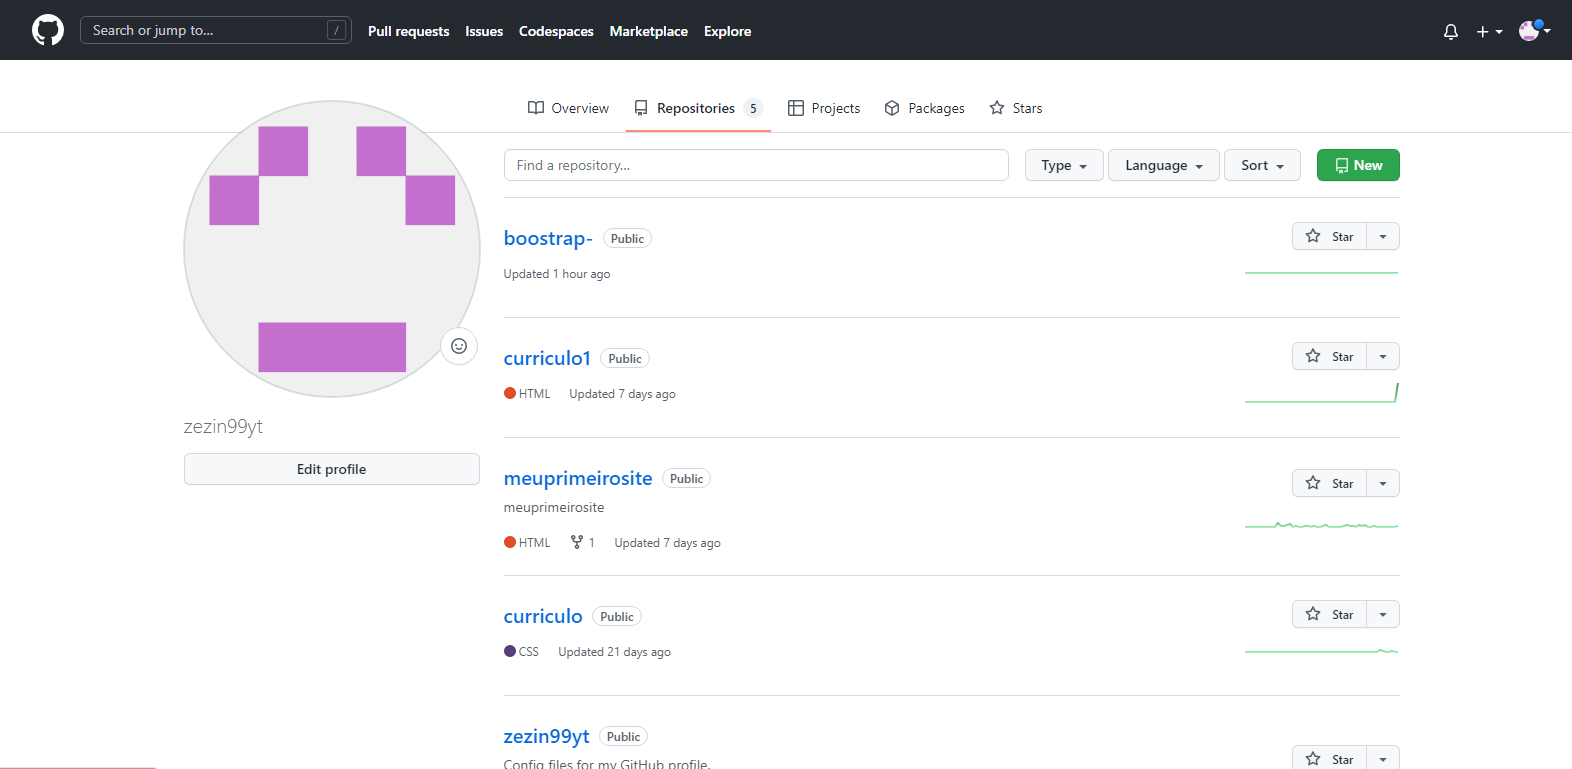 Search or jump to... /
Pull requests Issues Codespaces Marketplace Explore
Overview Repositories 5 Projects Packages Stars
Find a repository... Type Language Sort New
zezin99yt
Edit profile
boostrap- Public
Star
Updated 1 hour ago
curriculo1 Public
Star
HTML Updated 7 days ago
meuprimeirosite Public
Star
meuprimeirosite
HTML 1 Updated 7 days ago
curriculo Public
Star
CSS Updated 21 days ago
zezin99yt Public
Star
Config files for my GitHub profile.